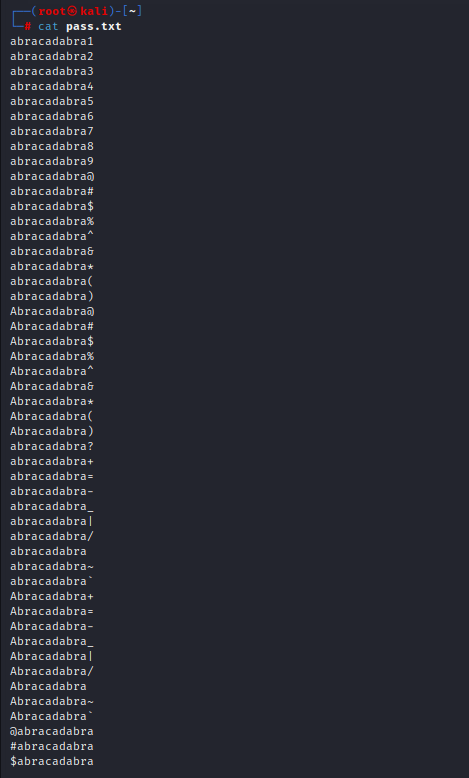 ┌──(root㉿kali)-[~]
└─# cat pass.txt
abracadabra1
abracadabra2
abracadabra3
abracadabra4
abracadabra5
abracadabra6
abracadabra7
abracadabra8
abracadabra9
abracadabra@
abracadabra#
abracadabra$
abracadabra%
abracadabra^
abracadabra&
abracadabra*
abracadabra(
abracadabra)
Abracadabra@
Abracadabra#
Abracadabra$
Abracadabra%
Abracadabra^
Abracadabra&
Abracadabra*
Abracadabra(
Abracadabra)
abracadabra?
abracadabra+
abracadabra=
abracadabra-
abracadabra_
abracadabra|
abracadabra/
abracadabra
abracadabra~
abracadabra`
Abracadabra+
Abracadabra=
Abracadabra-
Abracadabra_
Abracadabra|
Abracadabra/
Abracadabra
Abracadabra~
Abracadabra`
@abracadabra
#abracadabra
$abracadabra